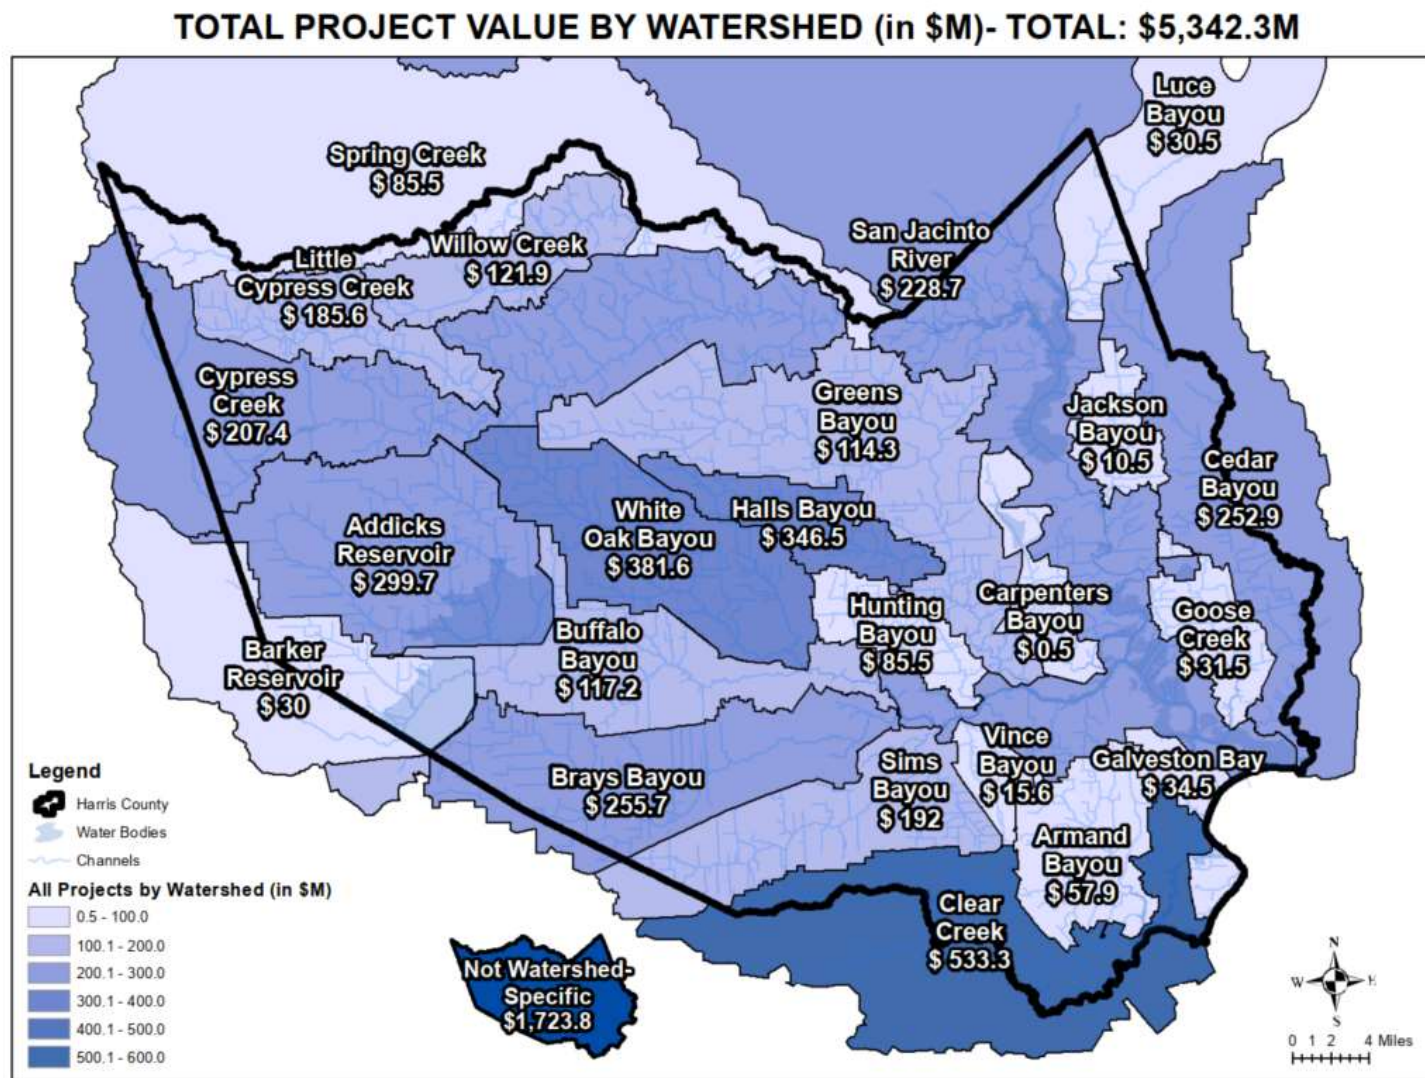 TOTAL PROJECT VALUE BY WATERSHED (in $M)- TOTAL: $5,342.3M
Luce
Bayou
$ 30.5
Spring Creek
$ 85.5
San Jacinto
River
$ 228.7
Willow Creek
$ 121.9
Little
Cypress Creek
$ 185.6
Cypress
Creek
$ 207.4
Greens
Bayou
$ 114.3
Jackson
Bayou
$ 10.5
Cedar
Bayou
$ 252.9
Addicks
Reservoir
$ 299.7
White
Oak Bayou
$ 381.6
Halls Bayou
$ 346.5
Hunting
Bayou
$ 85.5
Carpenters
Bayou
$ 0.5
Goose
Creek
$ 31.5
Barker
Reservoir
$ 30
Buffalo
Bayou
$ 117.2
Brays Bayou
$ 255.7
Sims
Bayou
$ 192
Vince
Bayou
$ 15.6
Galveston Bay
$ 34.5
Armand
Bayou
$ 57.9
Clear
Creek
$ 533.3
Not Watershed-
Specific
$1,723.8
Legend
Harris County
Water Bodies
Channels
All Projects by Watershed (in $M)
0.5 - 100.0
100.1 - 200.0
200.1 - 300.0
300.1 - 400.0
400.1 - 500.0
500.1 - 600.0
N
W E
S
0 1 2 4 Miles